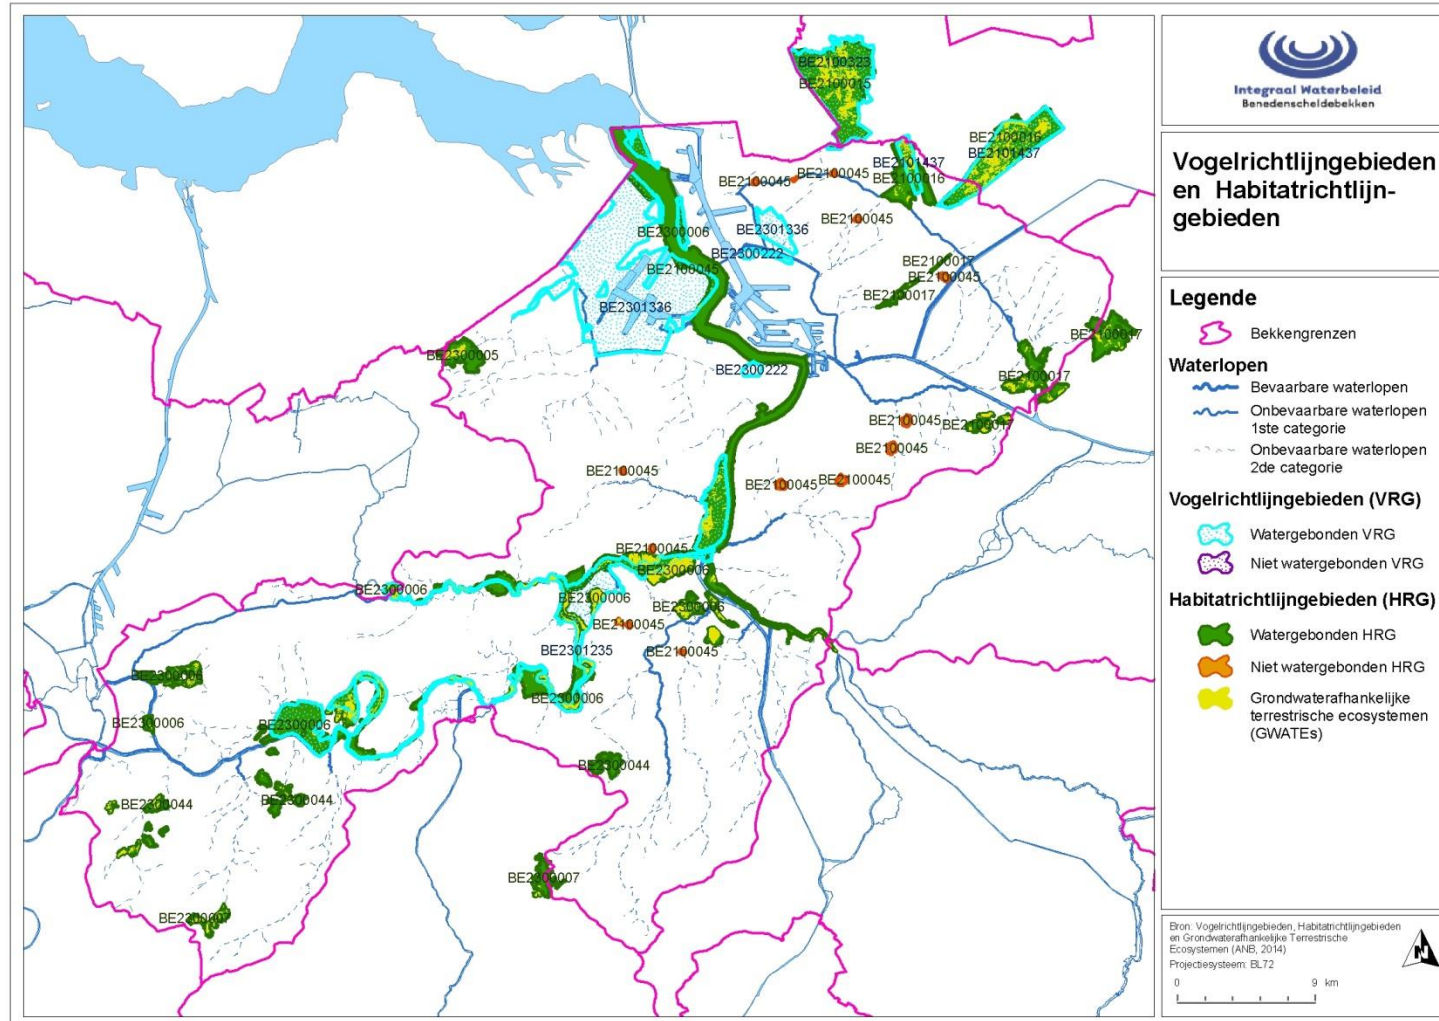 BE2100323
BE2100015
BE2100016
BE2101437
BE2101437
BE2100016
BE2100045
BE2100045
BE2100045
BE2301336
BE2300222
BE2300006
BE2100045
BE2301336
BE2100017
BE2100045
BE2100017
BE2100017
BE2300005
BE2300222
BE2100017
BE2100045
BE2100017
BE2100045
BE2100045
BE2100045
BE2100045
BE2100045
BE2300006
BE2300006
BE2300006
BE2300006
BE2100045
BE2301235
BE2100045
BE2300006
BE2300006
BE2300006
BE2300006
BE2300044
BE2300044
BE2300044
BE2300007
BE2300007
Integraal Waterbeleid
Benedenscheldebekken
Vogelrichtlijngebieden
en Habitatrichtlijn-
gebieden
Legende
Bekkengrenzen
Waterlopen
Bevaarbare waterlopen
Onbevaarbare waterlopen
1ste categorie
Onbevaarbare waterlopen
2de categorie
Vogelrichtlijngebieden (VRG)
Watergebonden VRG
Niet watergebonden VRG
Habitatrichtlijngebieden (HRG)
Watergebonden HRG
Niet watergebonden HRG
Grondwaterafhankelijke
terrestrische ecosystemen
(GWATEs)
Bron: Vogelrichtlijngebieden, Habitatrichtlijngebieden
en Grondwaterafhankelijke Terrestrische
Ecosystemen (ANB, 2014)
Projectiesysteem: BL72
0 9 km
N